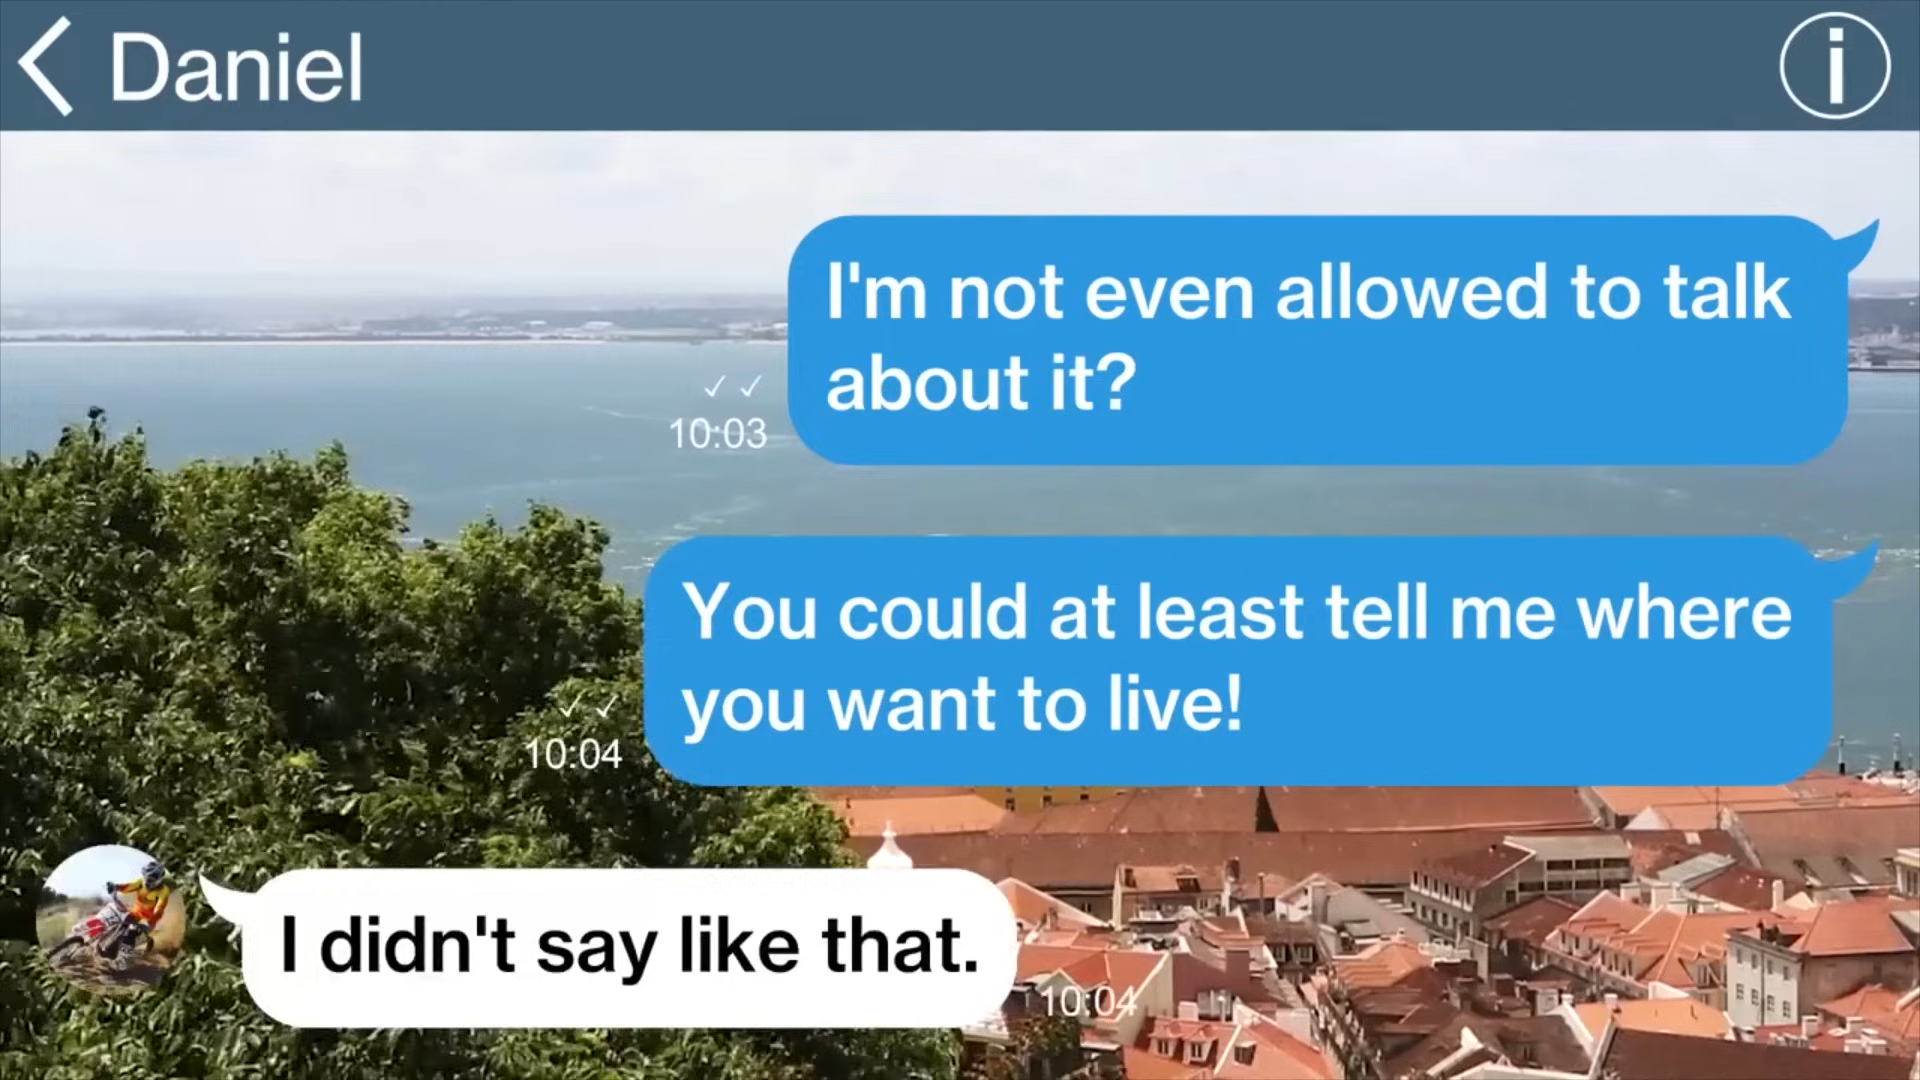 Daniel
I'm not even allowed to talk
about it?
10:03
You could at least tell me where
you want to live!
10:04
I didn't say like that.
10:04